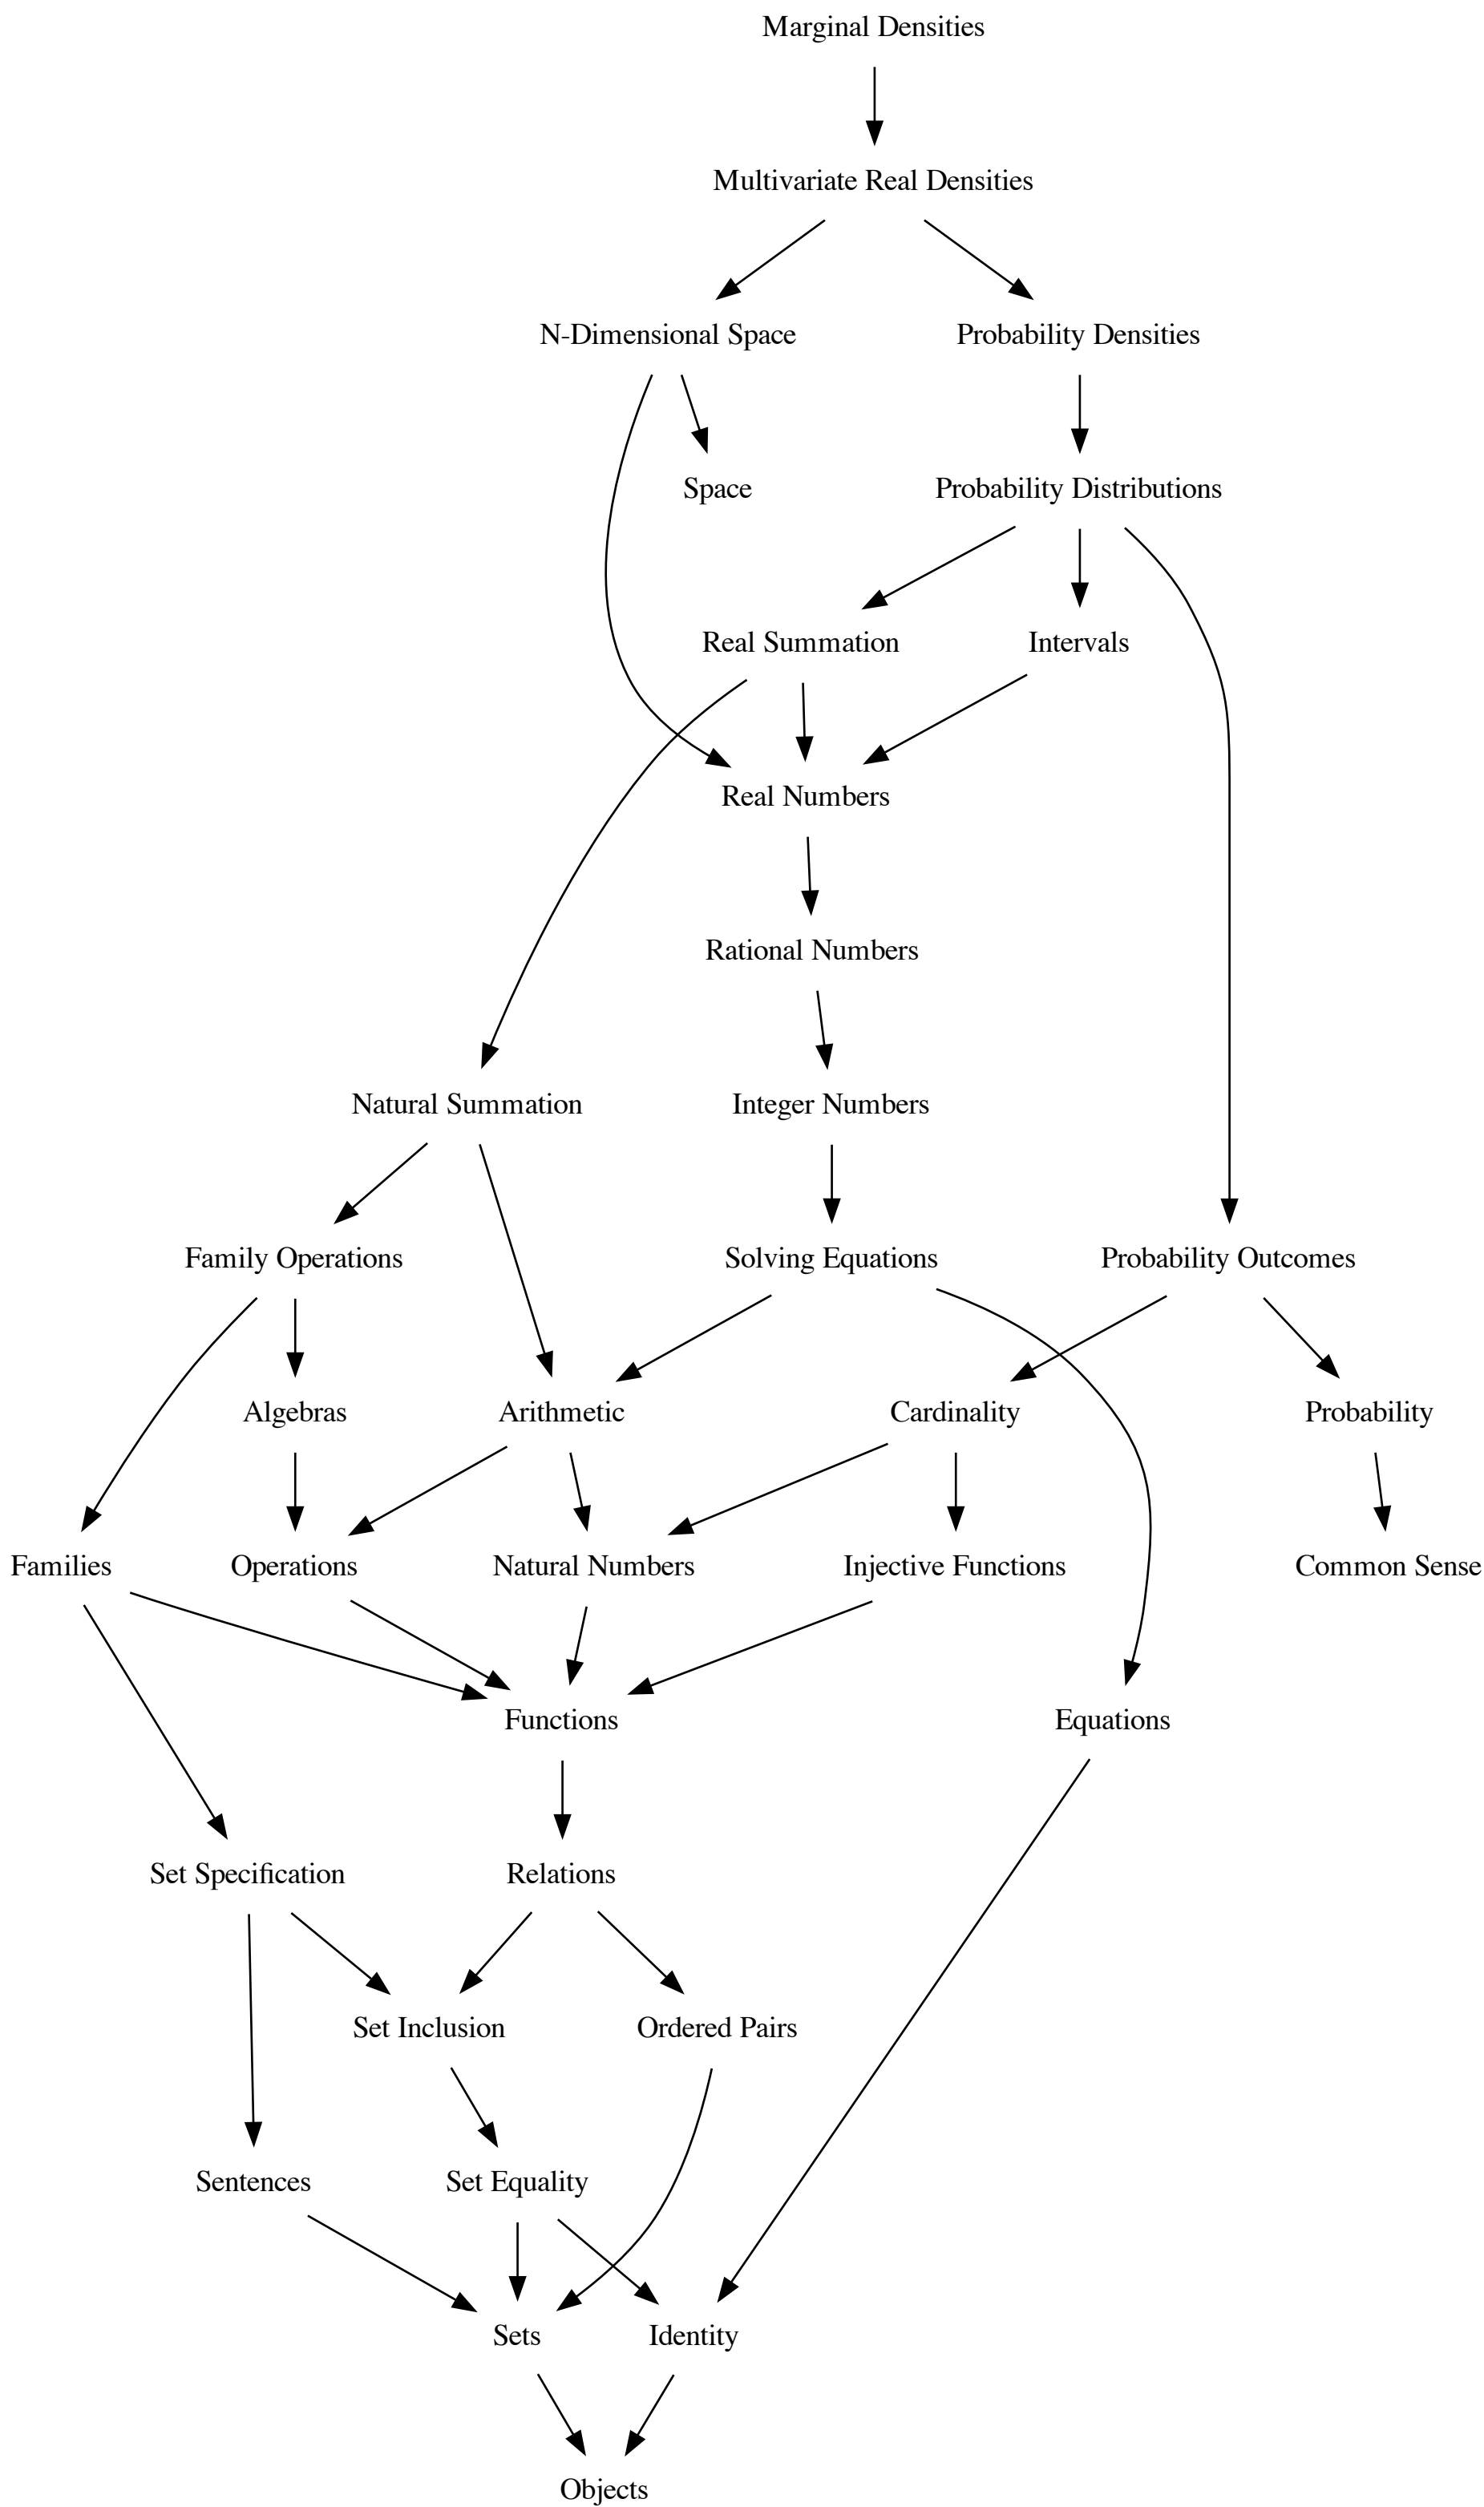 Marginal Densities
Multivariate Real Densities
N-Dimensional Space
Probability Densities
Space
Probability Distributions
Real Summation
Intervals
Real Numbers
Rational Numbers
Natural Summation
Integer Numbers
Family Operations
Solving Equations
Probability Outcomes
Algebras
Arithmetic
Cardinality
Probability
Families
Operations
Natural Numbers
Injective Functions
Common Sense
Functions
Equations
Set Specification
Relations
Set Inclusion
Ordered Pairs
Sentences
Set Equality
Sets
Identity
Objects